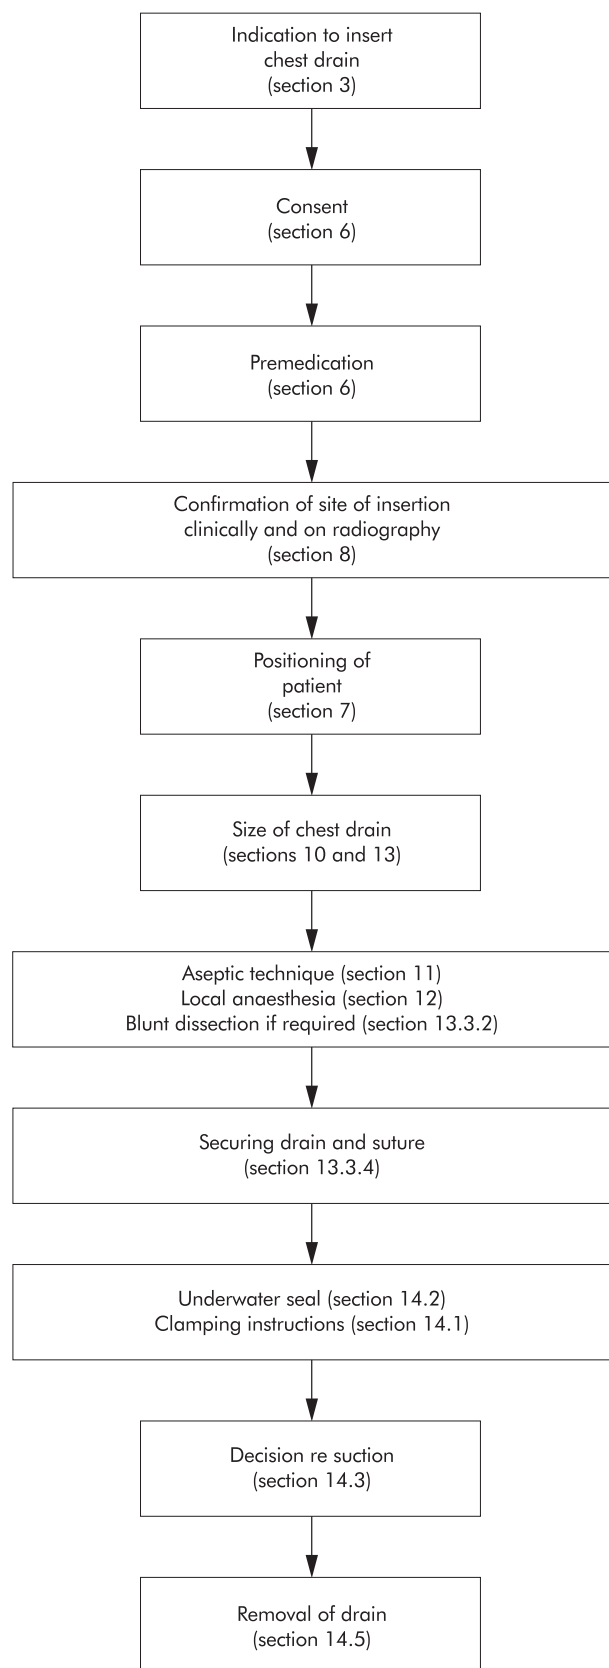 Indication to insert
chest drain
(section 3)
Consent
(section 6)
Premedication
(section 6)
Confirmation of site of insertion
clinically and on radiography
(section 8)
Positioning of
patient
(section 7)
Size of chest drain
(sections 10 and 13)
Aseptic technique (section 11)
Local anaesthesia (section 12)
Blunt dissection if required (section 13.3.2)
Securing drain and suture
(section 13.3.4)
Underwater seal (section 14.2)
Clamping instructions (section 14.1)
Decision re suction
(section 14.3)
Removal of drain
(section 14.5)